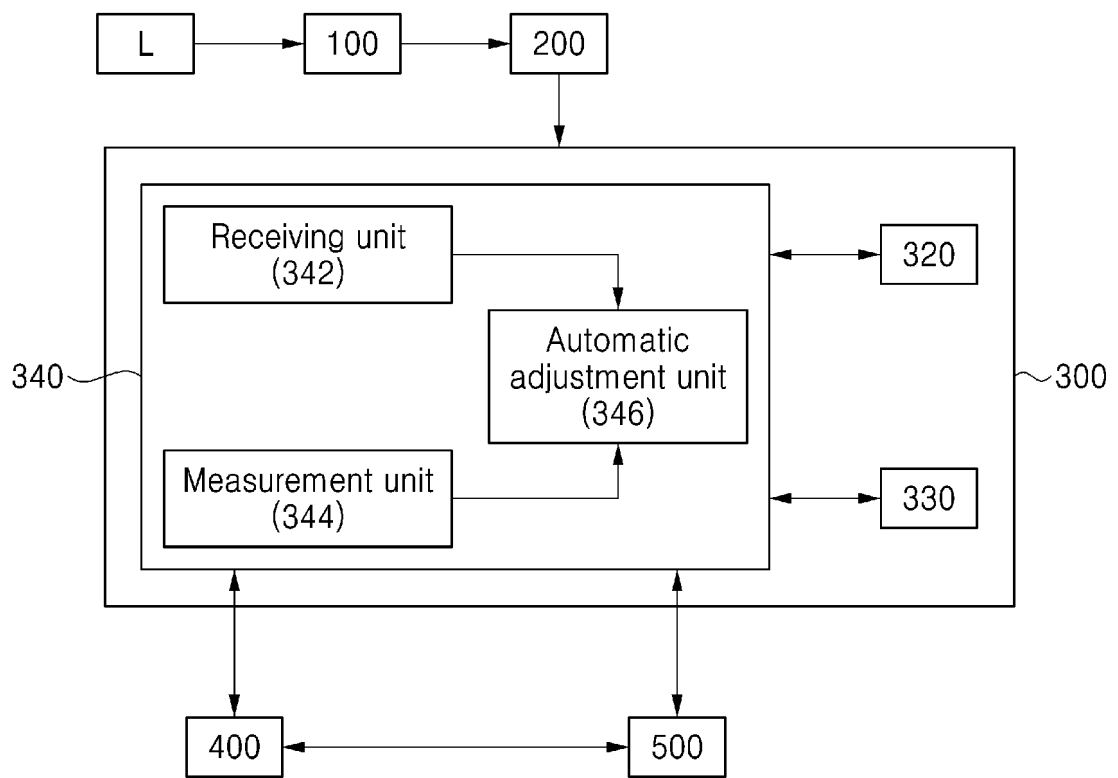 L
100
200
Receiving unit
(342)
320
Automatic
adjustment unit
(346)
340
300
Measurement unit
(344)
330
400
500